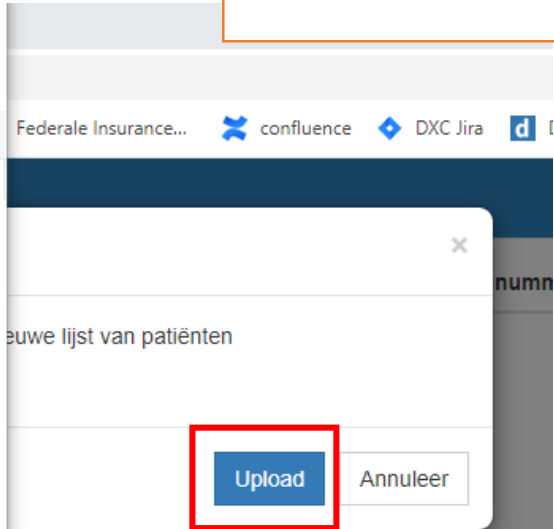 Federale Insurance... confluence DXC Jira d
×
numm
euwe lijst van patiënten
Upload Annuleer